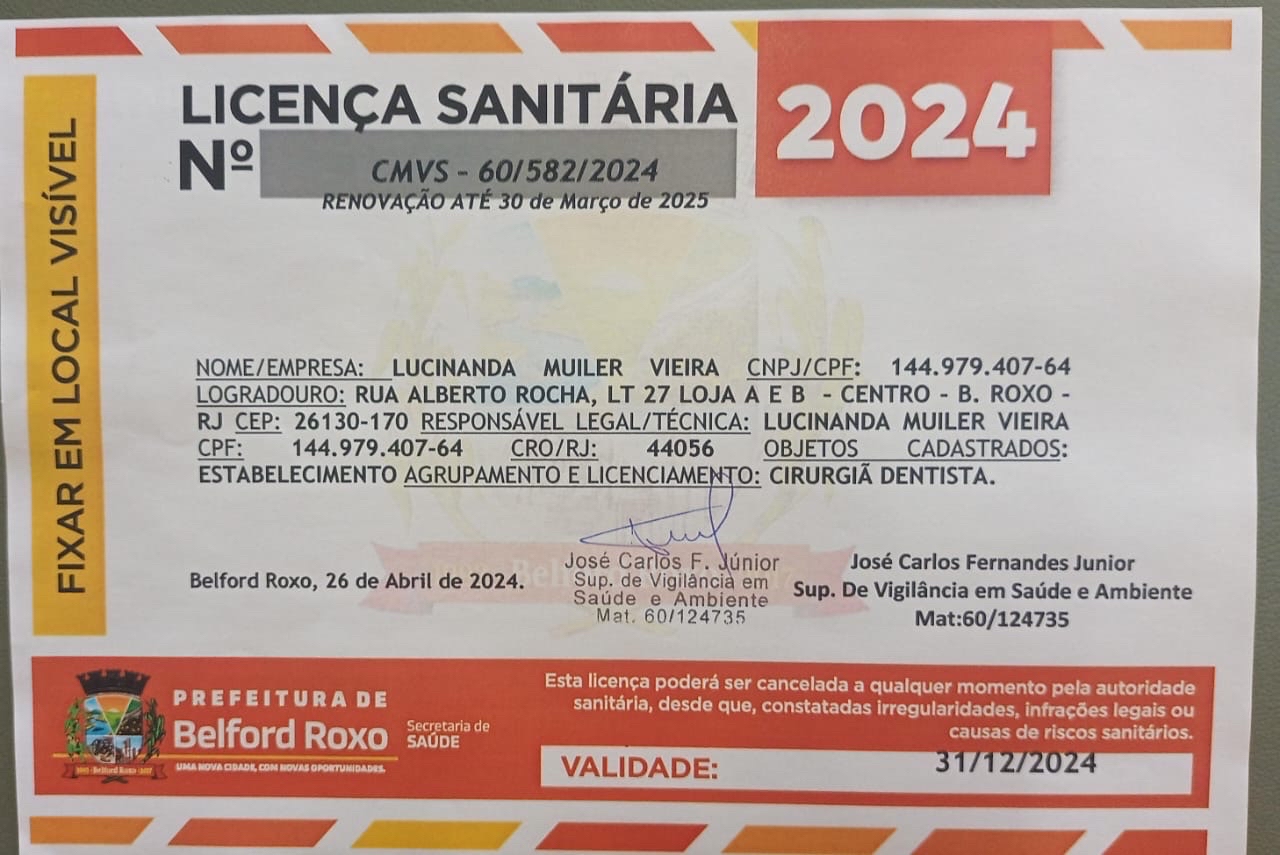 LICENÇA SANITÁRIA
2024
Nº CMVS - 60/582/2024
RENOVAÇÃO ATÉ 30 de Março de 2025
FIXAR EM LOCAL VISÍVEL
NOME/EMPRESA: LUCINANDA MUILER VIEIRA CNPJ/CPF: 144.979.407-64
LOGRADOURO: RUA ALBERTO ROCHA, LT 27 LOJA A E B - CENTRO - B. ROXO -
RJ CEP: 26130-170 RESPONSÁVEL LEGAL/TÉCNICA: LUCINANDA MUILER VIEIRA
CPF: 144.979.407-64 CRO/RJ: 44056 OBJETOS CADASTRADOS:
ESTABELECIMENTO AGRUPAMENTO E LICENCIAMENTO: CIRURGIÃ DENTISTA.
Belford Roxo, 26 de Abril de 2024.
José Carlos F. Júnior
Sup. de Vigilância em
Saúde e Ambiente
Mat. 60/124735
José Carlos Fernandes Junior
Sup. De Vigilância em Saúde e Ambiente
Mat:60/124735
PREFEITURA DE
Belford Roxo
UMA NOVA CIDADE, COM NOVAS OPORTUNIDADES.
Secretaria de
SAÚDE
Esta licença poderá ser cancelada a qualquer momento pela autoridade
sanitária, desde que, constatadas irregularidades, infrações legais ou
causas de riscos sanitários.
VALIDADE: 31/12/2024